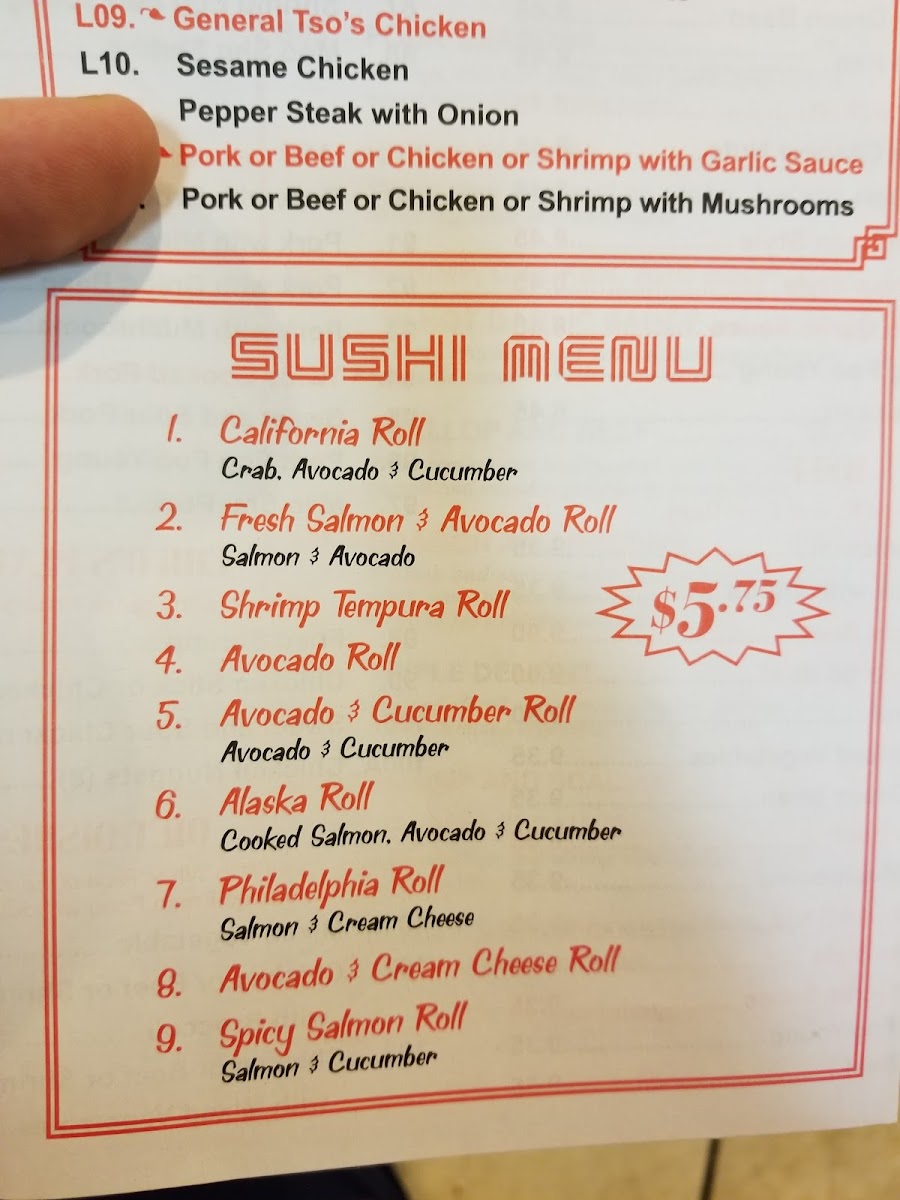 L09. General Tso's Chicken
L10. Sesame Chicken
Pepper Steak with Onion
Pork or Beef or Chicken or Shrimp with Garlic Sauce
Pork or Beef or Chicken or Shrimp with Mushrooms
SUSHI MENU
1. California Roll
Crab, Avocado & Cucumber
2. Fresh Salmon & Avocado Roll
Salmon & Avocado
$5.75
3. Shrimp Tempura Roll
4. Avocado Roll
5. Avocado & Cucumber Roll
Avocado & Cucumber
6. Alaska Roll
Cooked Salmon, Avocado & Cucumber
7. Philadelphia Roll
Salmon & Cream Cheese
8. Avocado & Cream Cheese Roll
9. Spicy Salmon Roll
Salmon & Cucumber